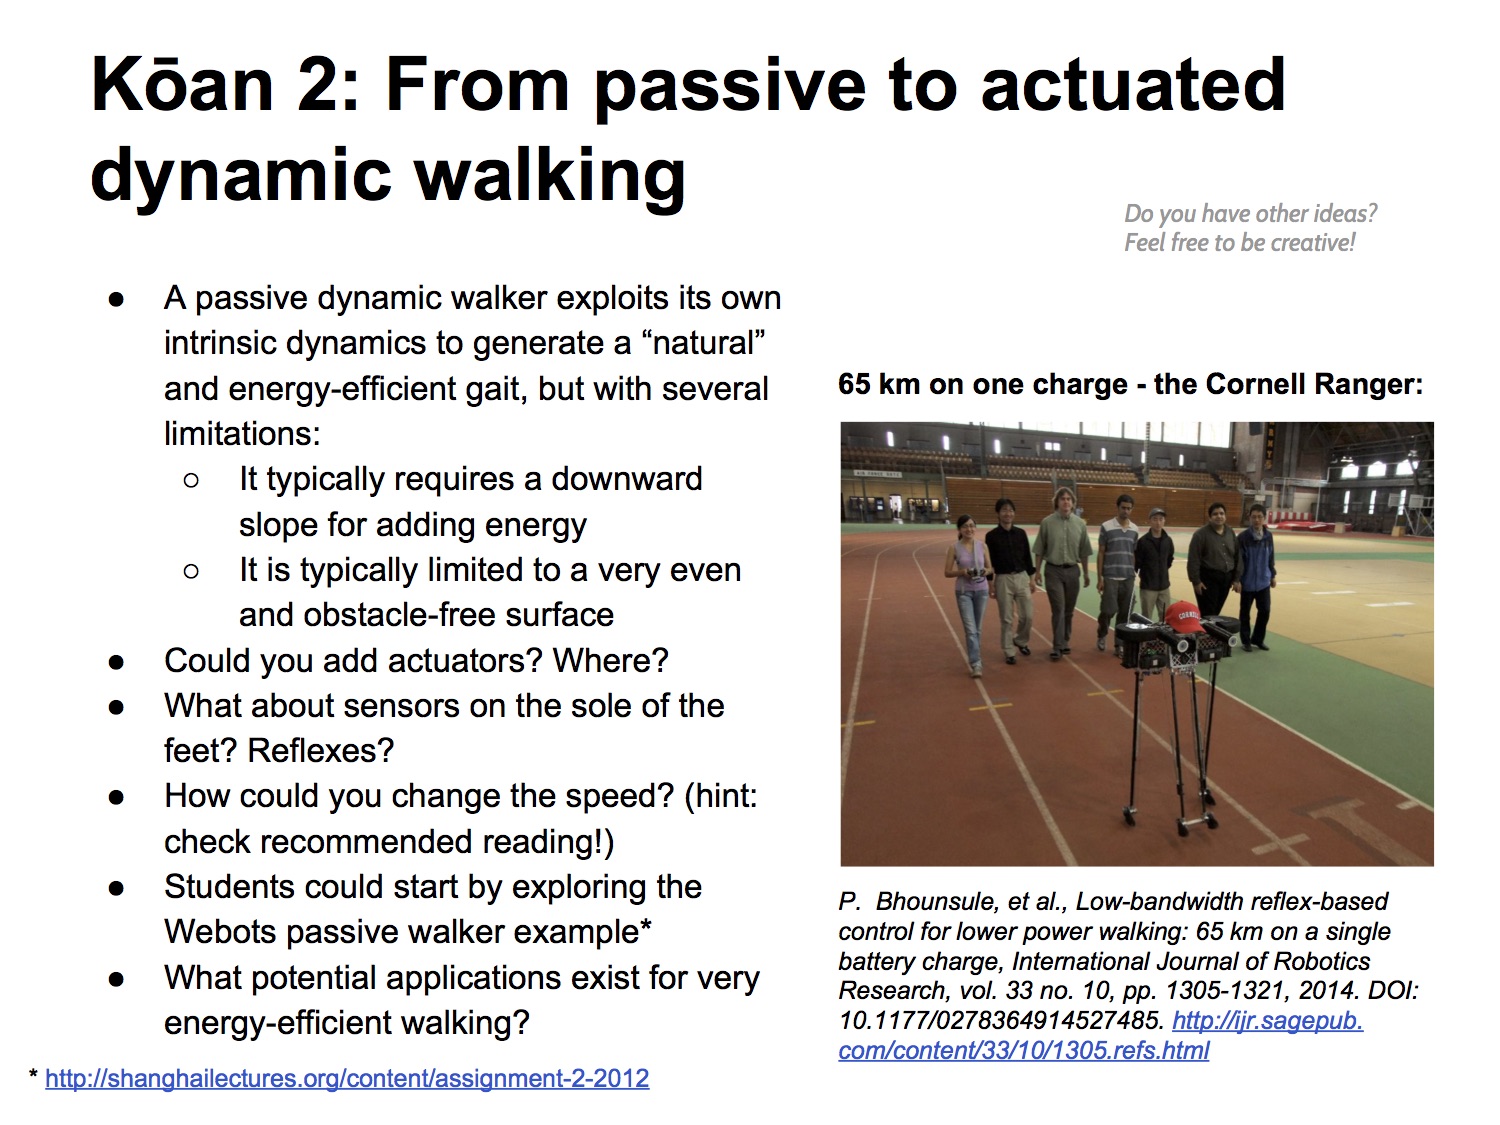 Kōan 2: From passive to actuated
dynamic walking
Do you have other ideas?
Feel free to be creative!
● A passive dynamic walker exploits its own
intrinsic dynamics to generate a “natural”
and energy-efficient gait, but with several
limitations:
○ It typically requires a downward
slope for adding energy
○ It is typically limited to a very even
and obstacle-free surface
● Could you add actuators? Where?
● What about sensors on the sole of the
feet? Reflexes?
● How could you change the speed? (hint:
check recommended reading!)
● Students could start by exploring the
Webots passive walker example*
● What potential applications exist for very
energy-efficient walking?
* http://shanghailectures.org/content/assignment-2-2012
65 km on one charge - the Cornell Ranger:
CORNELL
P. Bhounsule, et al., Low-bandwidth reflex-based
control for lower power walking: 65 km on a single
battery charge, International Journal of Robotics
Research, vol. 33 no. 10, pp. 1305-1321, 2014. DOI:
10.1177/0278364914527485. http://ijr.sagepub.
com/content/33/10/1305.refs.html